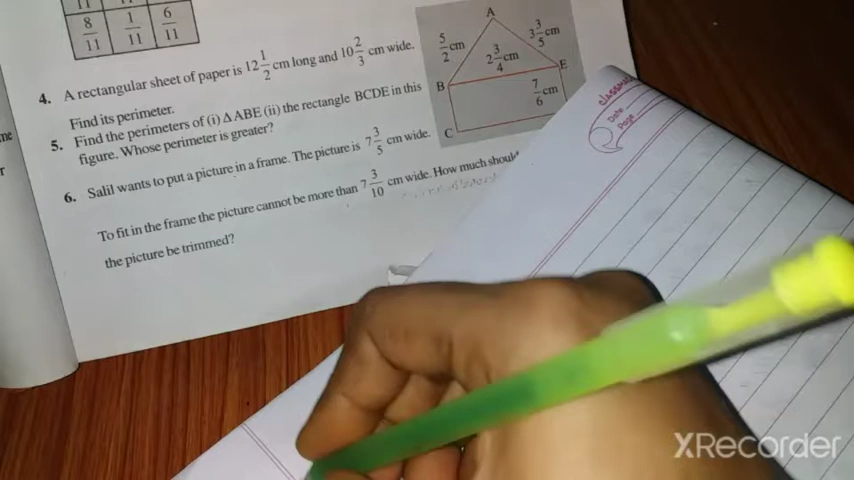 11
8/11 1/11 6/11
4. A rectangular sheet of paper is 12 1/2 cm long and 10 2/3 cm wide.
Find its perimeter.
5. Find the perimeters of (i) Δ ABE (ii) the rectangle BCDE in this
figure. Whose perimeter is greater?
6. Salil wants to put a picture in a frame. The picture is 7 3/5 cm wide.
To fit in the frame the picture cannot be more than 7 3/10 cm wide. How much should
the picture be trimmed?
A
5/2 cm
3 3/5 cm
2 3/4 cm
B
E
7/6 cm
C
classmate
Date
Page
XRecorder